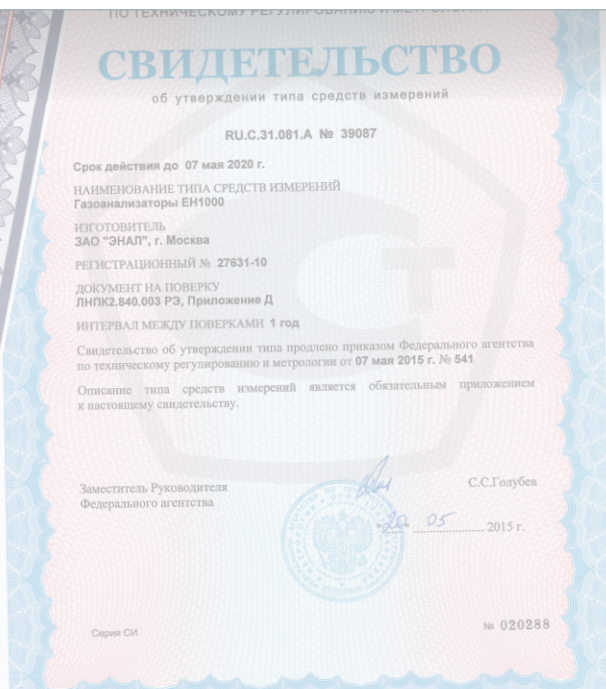 ПО ТЕХНИЧЕСКОМУ РЕГУЛИРОВАНИЮ И
СВИДЕТЕЛЬСТВО
об утверждении типа средств измерений
RU.C.31.081.A № 39087
Срок действия до 07 мая 2020 г.
НАИМЕНОВАНИЕ ТИПА СРЕДСТВ ИЗМЕРЕНИЙ
Газоанализаторы ЕН1000
ИЗГОТОВИТЕЛЬ
ЗАО "ЭНАЛ", г. Москва
РЕГИСТРАЦИОННЫЙ № 27631-10
ДОКУМЕНТ НА ПОВЕРКУ
ЛНПК2.840.003 РЭ, Приложение Д
ИНТЕРВАЛ МЕЖДУ ПОВЕРКАМИ 1 год
Свидетельство об утверждении типа продлено приказом Федерального агентства
по техническому регулированию и метрологии от 07 мая 2015 г. № 541
Описание типа средств измерений является обязательным приложением
к настоящему свидетельству.
Заместитель Руководителя С.С.Голубев
Федерального агентства
20 05 2015 г.
Серия СИ № 020288